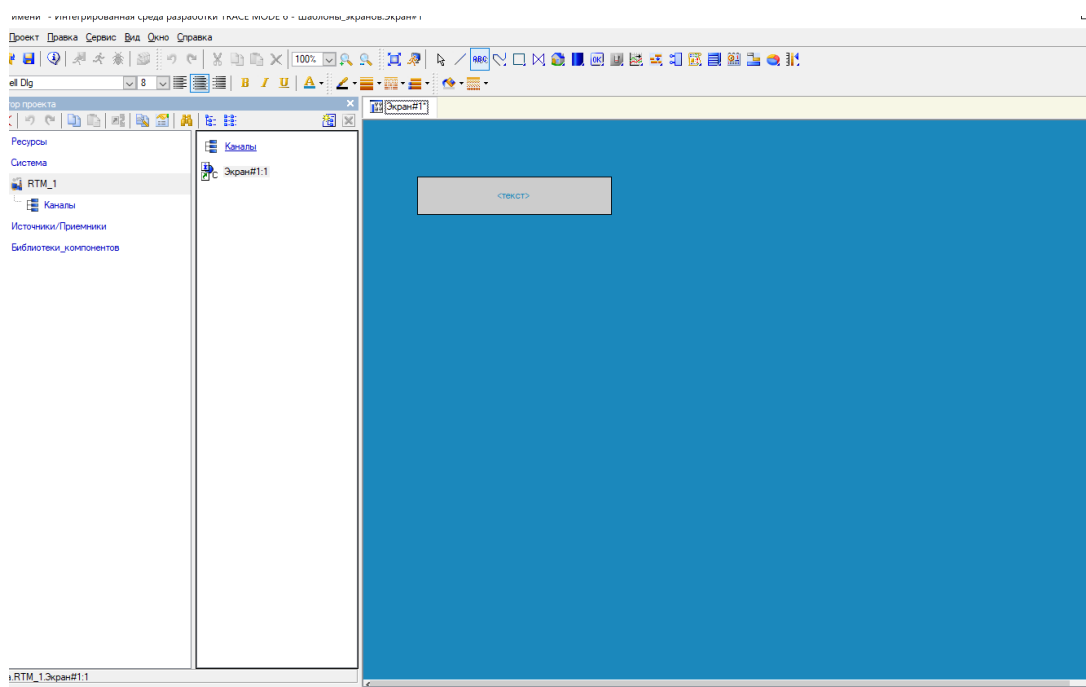 имени* - Интегрированная среда разработки TRACE MODE 6 - Шаблоны_экранов.Экран#1*
Проект Правка Сервис Вид Окно Справка
100%
ABC
OK
ell Dlg
8
B I U A
тор проекта
Экран#1*
Ресурсы
Система
RTM_1
Каналы
Источники/Приемники
Библиотеки_компонентов
Каналы
C Экран#1:1
<текст>
а.RTM_1.Экран#1:1